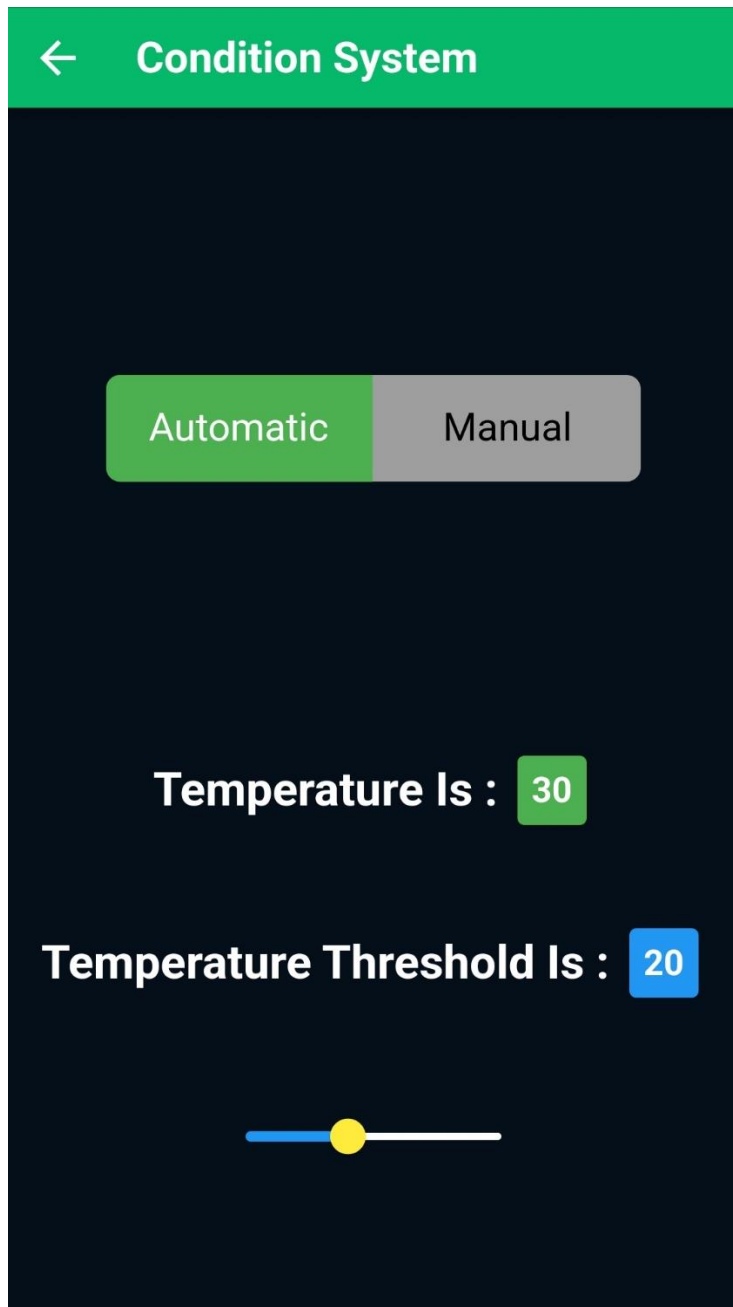 Condition System
Automatic Manual
Temperature Is : 30
Temperature Threshold Is : 20